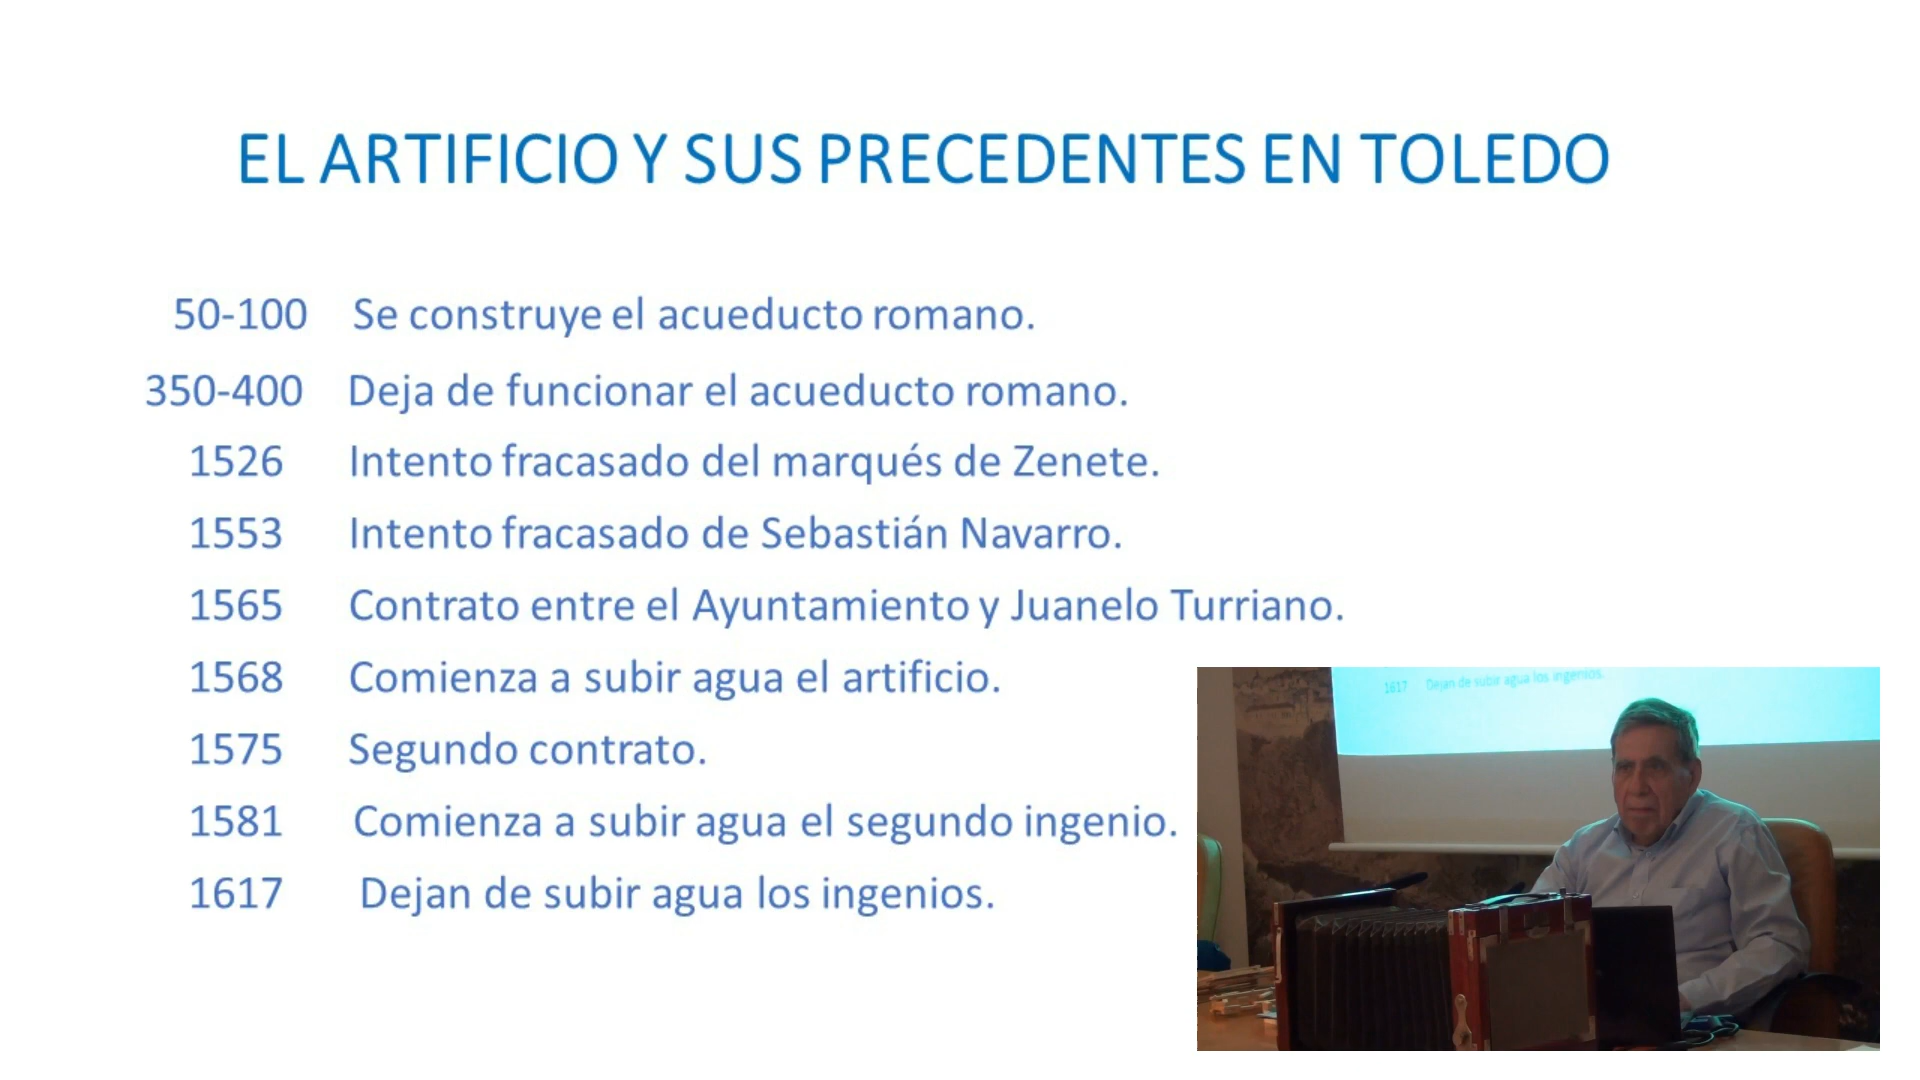 EL ARTIFICIO Y SUS PRECEDENTES EN TOLEDO
50-100 Se construye el acueducto romano.
350-400 Deja de funcionar el acueducto romano.
1526 Intento fracasado del marqués de Zenete.
1553 Intento fracasado de Sebastián Navarro.
1565 Contrato entre el Ayuntamiento y Juanelo Turriano.
1568 Comienza a subir agua el artificio.
1575 Segundo contrato.
1581 Comienza a subir agua el segundo ingenio.
1617 Dejan de subir agua los ingenios.
1617 Dejan de subir agua los ingenios.